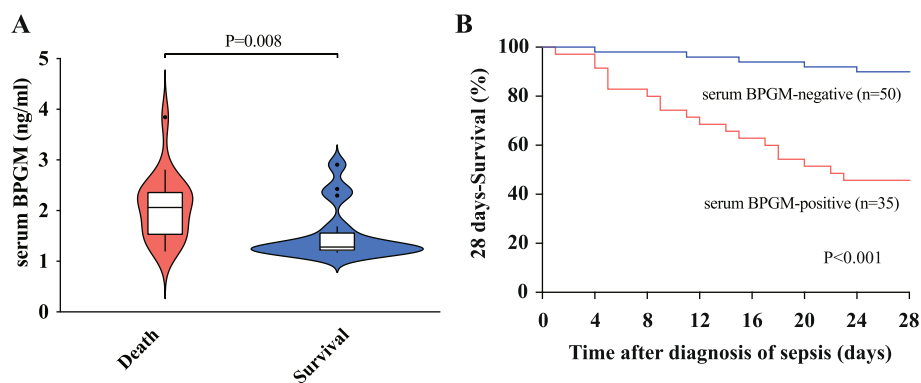 A
P=0.008
5
4
3
2
1
0
serum BPGM (ng/ml)
Death
Survival
B
100
80
60
40
20
0
28 days-Survival (%)
serum BPGM-negative (n=50)
serum BPGM-positive (n=35)
P<0.001
0 4 8 12 16 20 24 28
Time after diagnosis of sepsis (days)